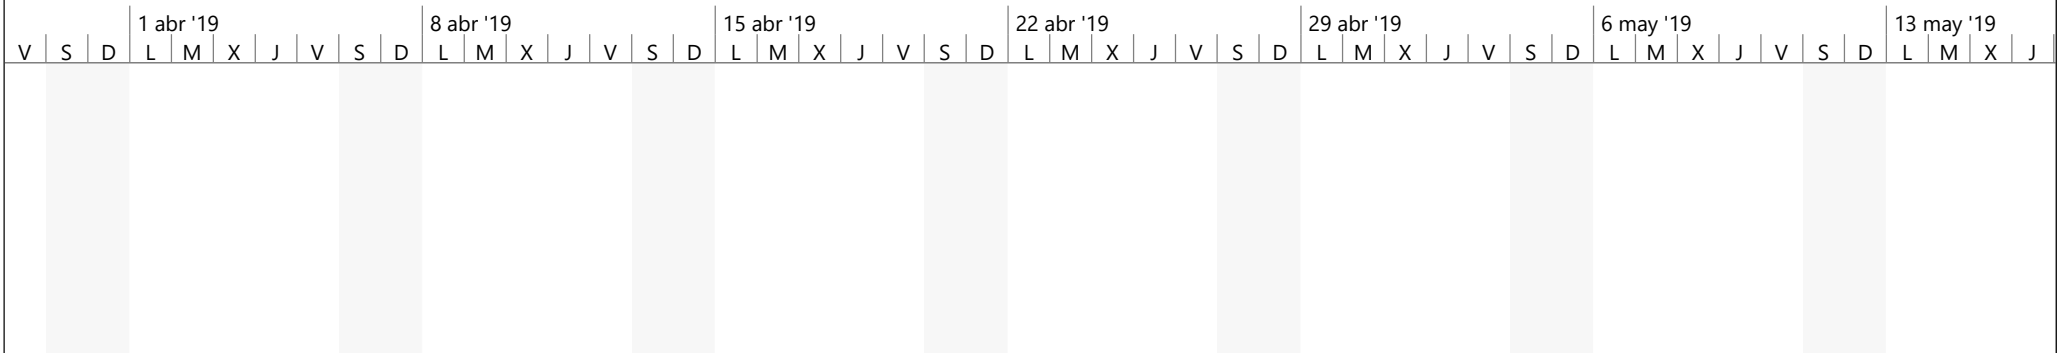 1 abr '19 8 abr '19 15 abr '19 22 abr '19 29 abr '19 6 may '19 13 may '19
V S D L M X J V S D L M X J V S D L M X J V S D L M X J V S D L M X J V S D L M X J V S D L M X J